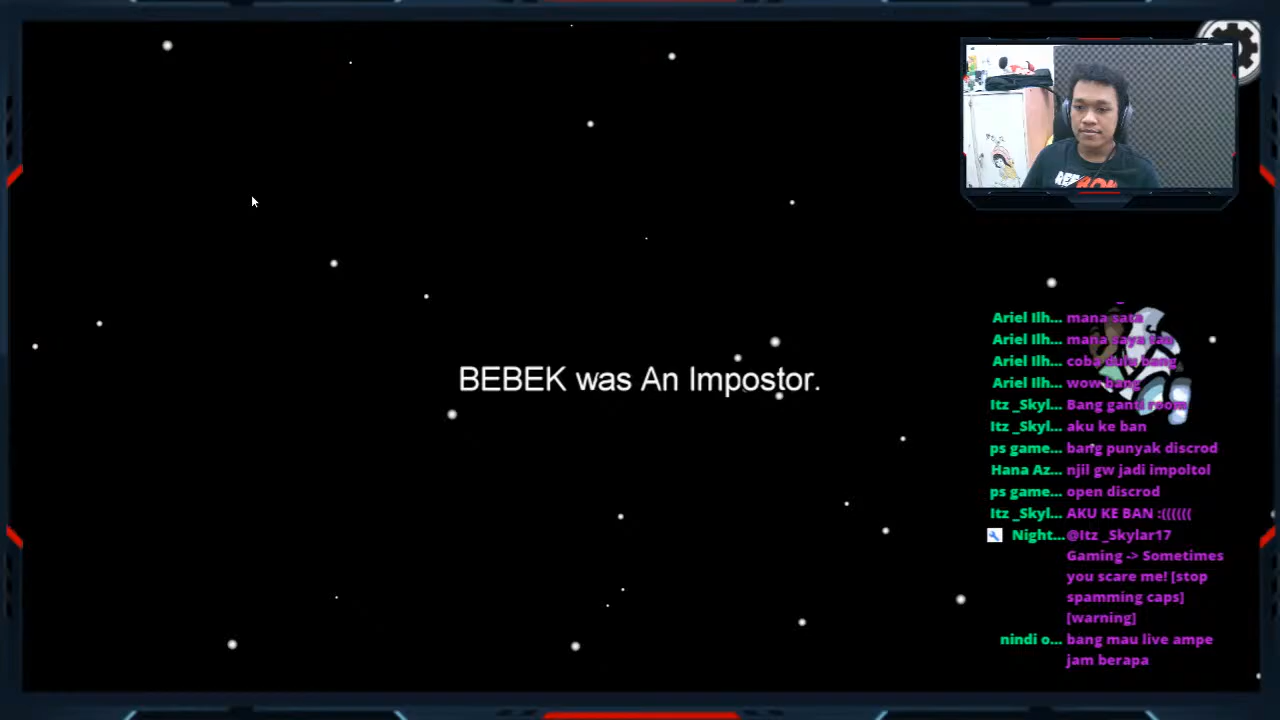 BEBEK was An Impostor.
Ariel Ilh... mana sata
Ariel Ilh... mana saya tau
Ariel Ilh... coba dulu bang
Ariel Ilh... wow bang
Itz _Skyl... Bang ganti room
Itz _Skyl... aku ke ban
ps game... bang punyak discrod
Hana Az... njil gw jadi impoltol
ps game... open discrod
Itz _Skyl... AKU KE BAN :((((((
Night... @Itz _Skylar17
Gaming -> Sometimes
you scare me! [stop
spamming caps]
[warning]
nindi o... bang mau live ampe
jam berapa